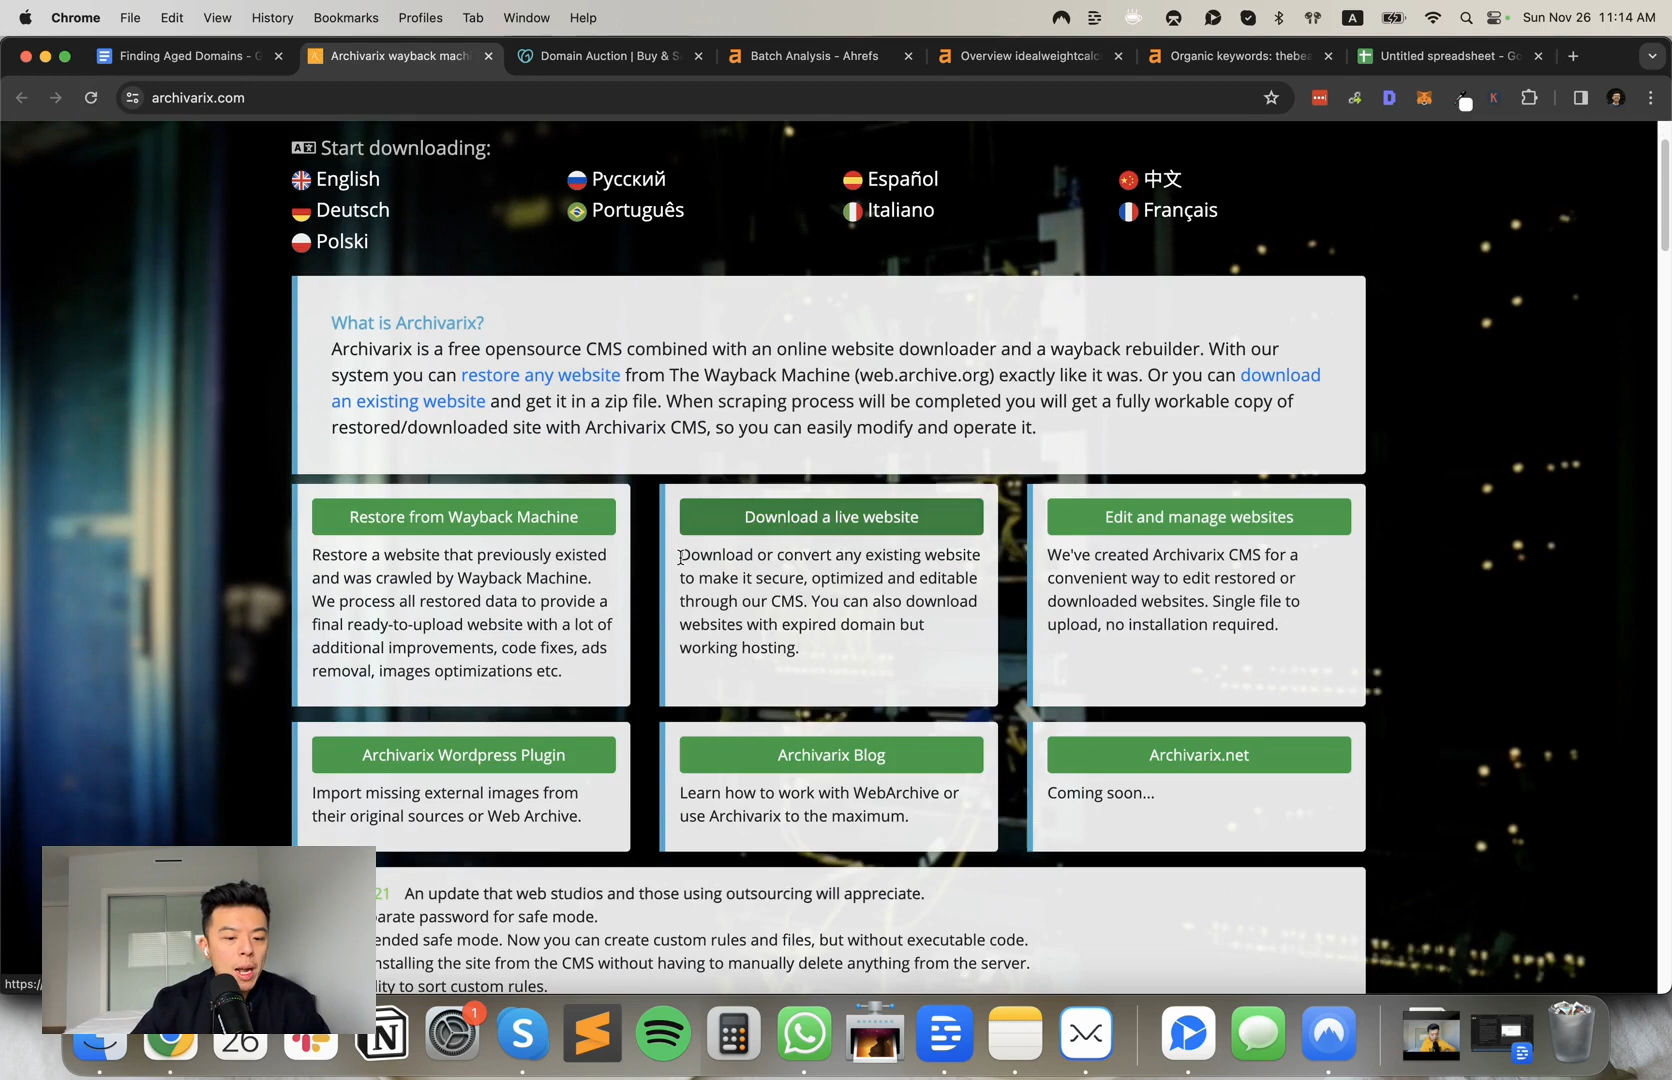 Chrome File Edit View History Bookmarks Profiles Tab Window Help
A
Sun Nov 26 11:14 AM
Finding Aged Domains - G
Archivarix wayback mach
Domain Auction | Buy & S
Batch Analysis - Ahrefs
Overview idealweightcalc
Organic keywords: thebea
Untitled spreadsheet - Go
archivarix.com
Start downloading:
English
Русский
Español
中文
Deutsch
Português
Italiano
Français
Polski
What is Archivarix?
Archivarix is a free opensource CMS combined with an online website downloader and a wayback rebuilder. With our
system you can restore any website from The Wayback Machine (web.archive.org) exactly like it was. Or you can download
an existing website and get it in a zip file. When scraping process will be completed you will get a fully workable copy of
restored/downloaded site with Archivarix CMS, so you can easily modify and operate it.
Restore from Wayback Machine
Restore a website that previously existed
and was crawled by Wayback Machine.
We process all restored data to provide a
final ready-to-upload website with a lot of
additional improvements, code fixes, ads
removal, images optimizations etc.
Download a live website
Download or convert any existing website
to make it secure, optimized and editable
through our CMS. You can also download
websites with expired domain but
working hosting.
Edit and manage websites
We've created Archivarix CMS for a
convenient way to edit restored or
downloaded websites. Single file to
upload, no installation required.
Archivarix Wordpress Plugin
Import missing external images from
their original sources or Web Archive.
Archivarix Blog
Learn how to work with WebArchive or
use Archivarix to the maximum.
Archivarix.net
Coming soon...
21 An update that web studios and those using outsourcing will appreciate.
parate password for safe mode.
ended safe mode. Now you can create custom rules and files, but without executable code.
nstalling the site from the CMS without having to manually delete anything from the server.
lity to sort custom rules.
https:/
26
1